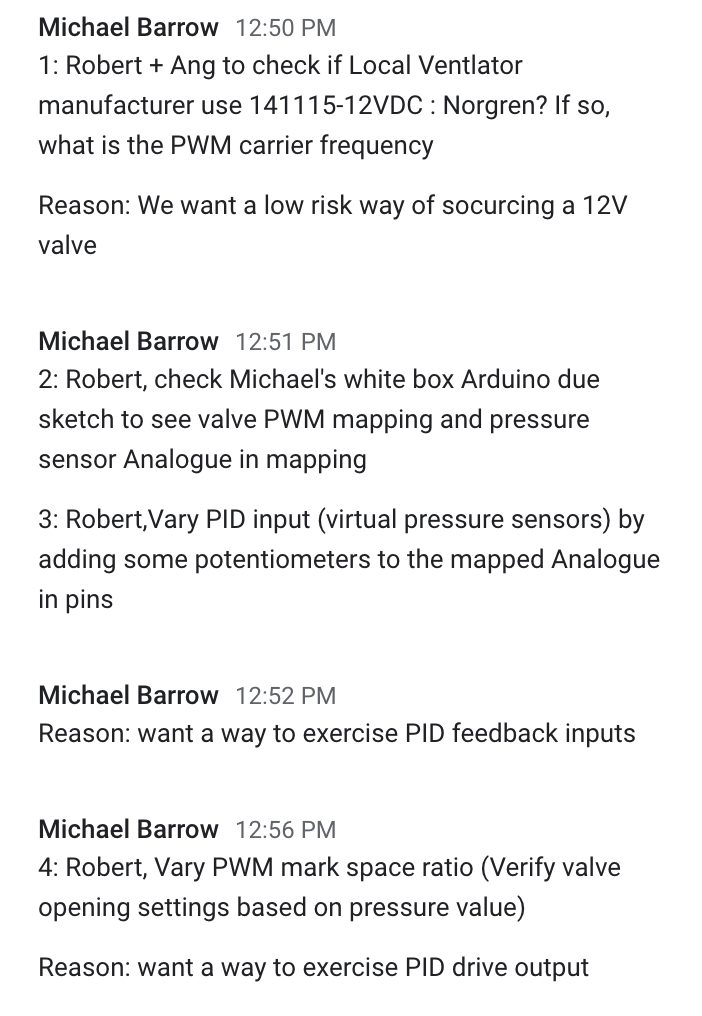 Michael Barrow 12:50 PM
1: Robert + Ang to check if Local Ventlator
manufacturer use 141115-12VDC : Norgren? If so,
what is the PWM carrier frequency
Reason: We want a low risk way of socurcing a 12V
valve
Michael Barrow 12:51 PM
2: Robert, check Michael's white box Arduino due
sketch to see valve PWM mapping and pressure
sensor Analogue in mapping
3: Robert,Vary PID input (virtual pressure sensors) by
adding some potentiometers to the mapped Analogue
in pins
Michael Barrow 12:52 PM
Reason: want a way to exercise PID feedback inputs
Michael Barrow 12:56 PM
4: Robert, Vary PWM mark space ratio (Verify valve
opening settings based on pressure value)
Reason: want a way to exercise PID drive output